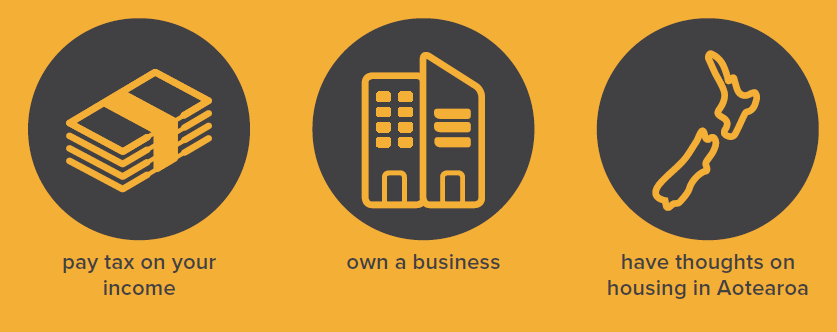 pay tax on your
income
own a business
have thoughts on
housing in Aotearoa